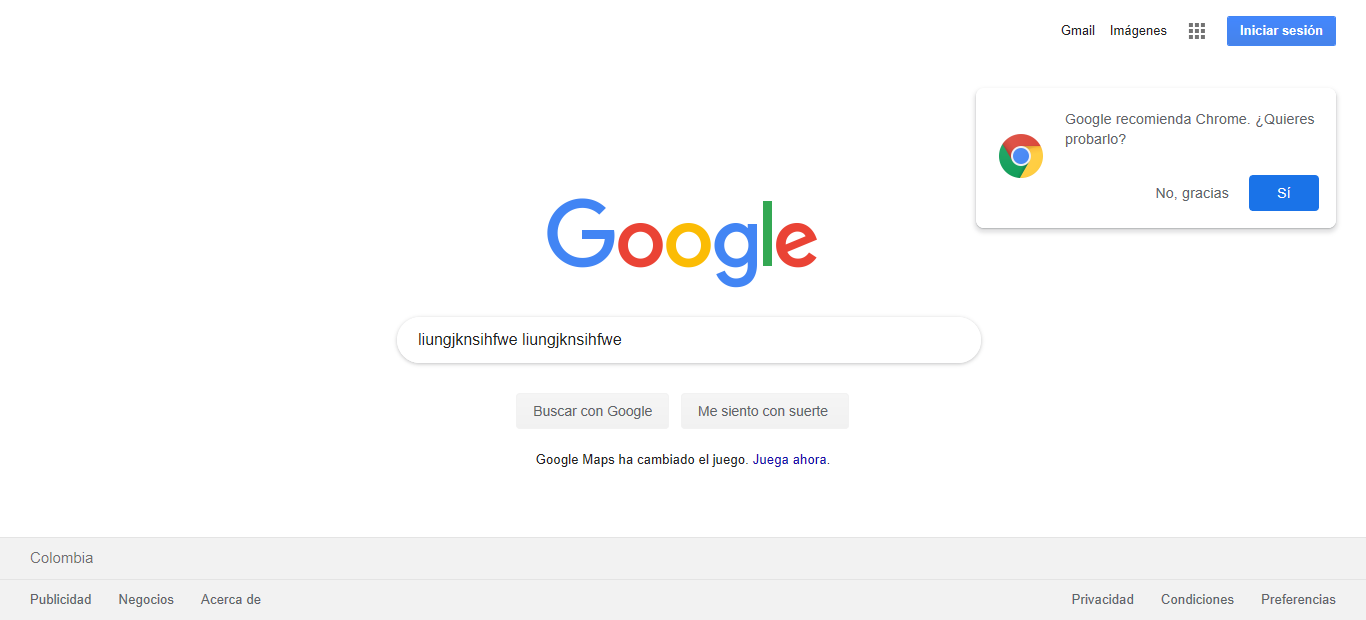 Gmail Imágenes Iniciar sesión
Google recomienda Chrome. ¿Quieres
probarlo?
No, gracias Sí
Google
liungjknsihfwe liungjknsihfwe
Buscar con Google Me siento con suerte
Google Maps ha cambiado el juego. Juega ahora.
Colombia
Publicidad Negocios Acerca de Privacidad Condiciones Preferencias